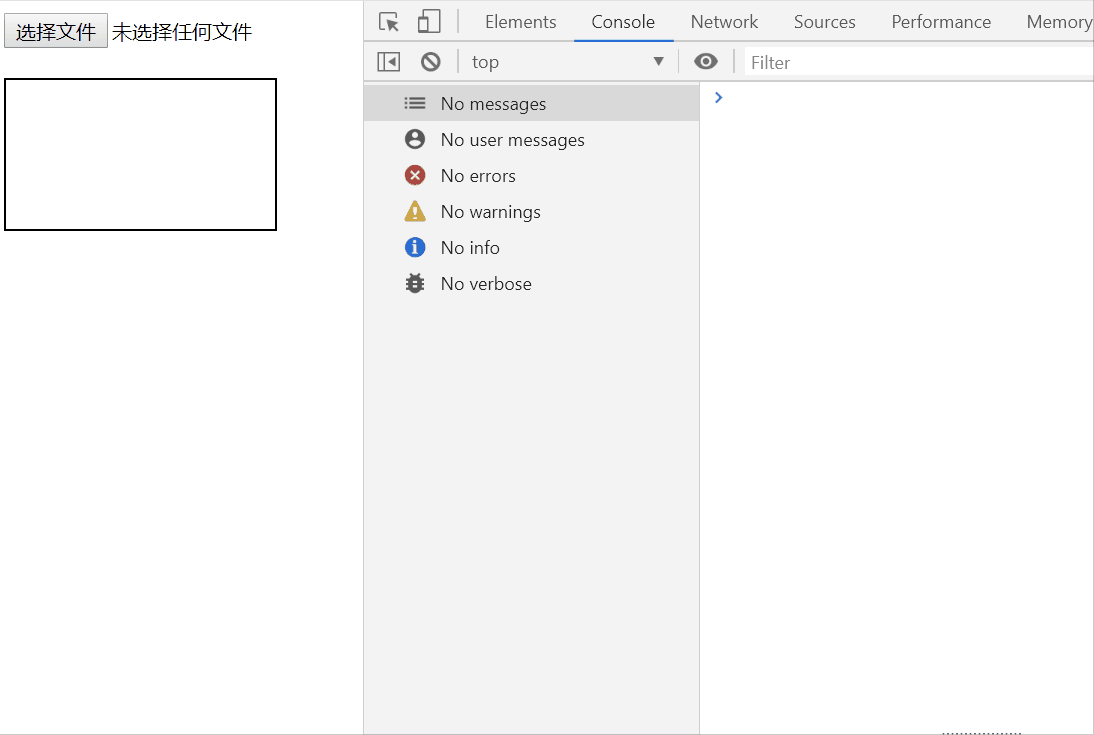 选择文件 未选择任何文件
Elements Console Network Sources Performance Memory
top Filter
No messages
No user messages
No errors
No warnings
No info
No verbose